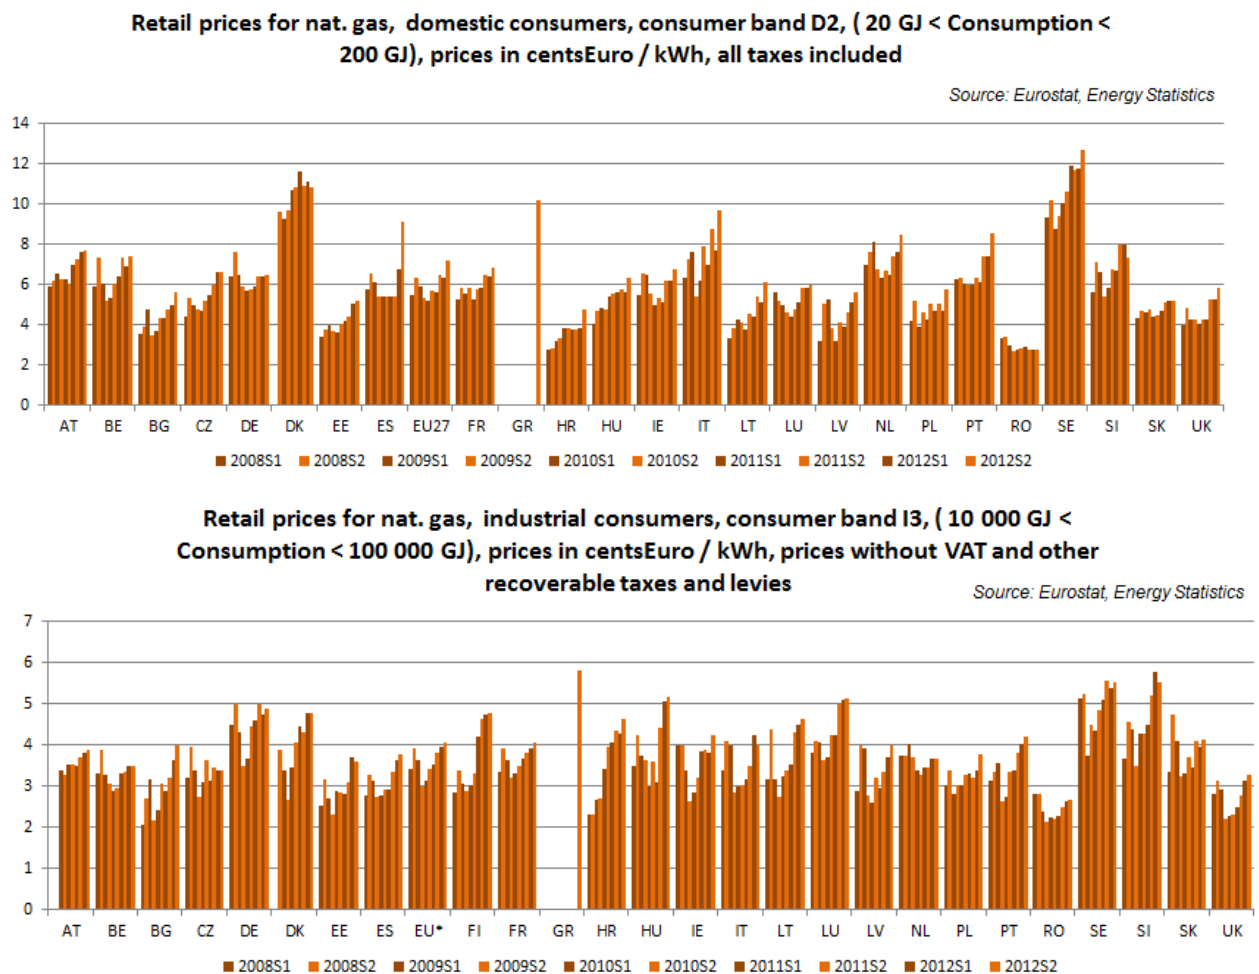 Retail prices for nat. gas, domestic consumers, consumer band D2, ( 20 GJ < Consumption <
200 GJ), prices in centsEuro / kWh, all taxes included
Source: Eurostat, Energy Statistics
14
12
10
8
6
4
2
0
AT BE BG CZ DE DK EE ES EU27 FR GR HR HU IE IT LT LU LV NL PL PT RO SE SI SK UK
2008S1 2008S2 2009S1 2009S2 2010S1 2010S2 2011S1 2011S2 2012S1 2012S2
Retail prices for nat. gas, industrial consumers, consumer band I3, ( 10 000 GJ <
Consumption < 100 000 GJ), prices in centsEuro / kWh, prices without VAT and other
recoverable taxes and levies
Source: Eurostat, Energy Statistics
7
6
5
4
3
2
1
0
AT BE BG CZ DE DK EE ES EU* FI FR GR HR HU IE IT LT LU LV NL PL PT RO SE SI SK UK
2008S1 2008S2 2009S1 2009S2 2010S1 2010S2 2011S1 2011S2 2012S1 2012S2